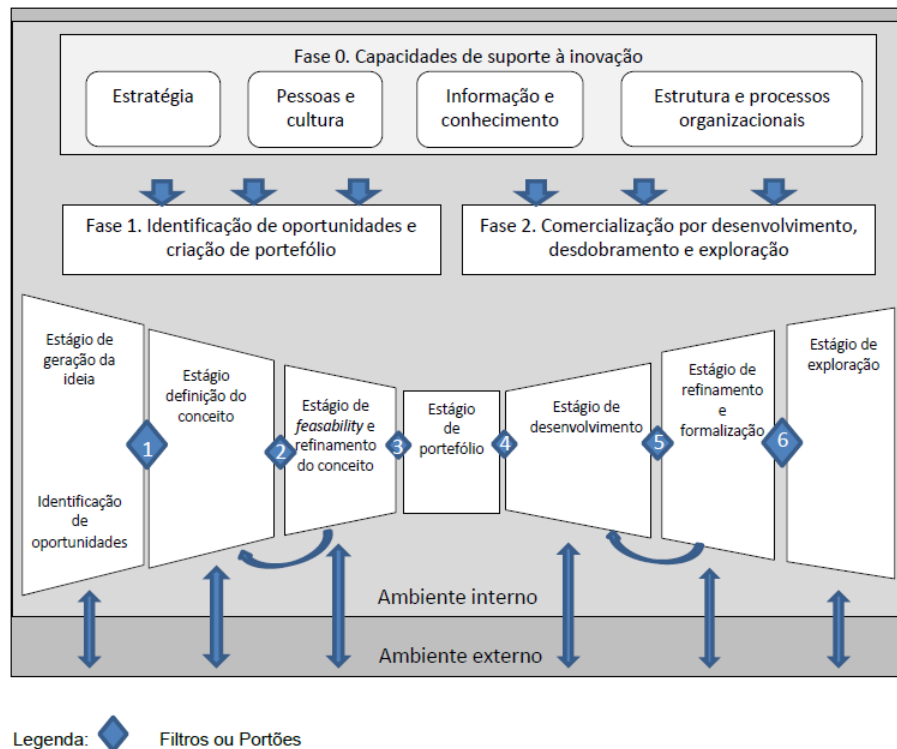 Fase 0. Capacidades de suporte à inovação
Estratégia
Pessoas e
cultura
Informação e
conhecimento
Estrutura e processos
organizacionais
Fase 1. Identificação de oportunidades e
criação de portefólio
Fase 2. Comercialização por desenvolvimento,
desdobramento e exploração
Estágio de
geração da
ideia
Identificação
de
oportunidades
1
Estágio
definição do
conceito
2
Estágio de
feasability e
refinamento
do conceito
3
Estágio
de
portefólio
4
Estágio de
desenvolvimento
5
Estágio de
refinamento
e
formalização
6
Estágio de
exploração
Ambiente interno
Ambiente externo
Legenda: Filtros ou Portões